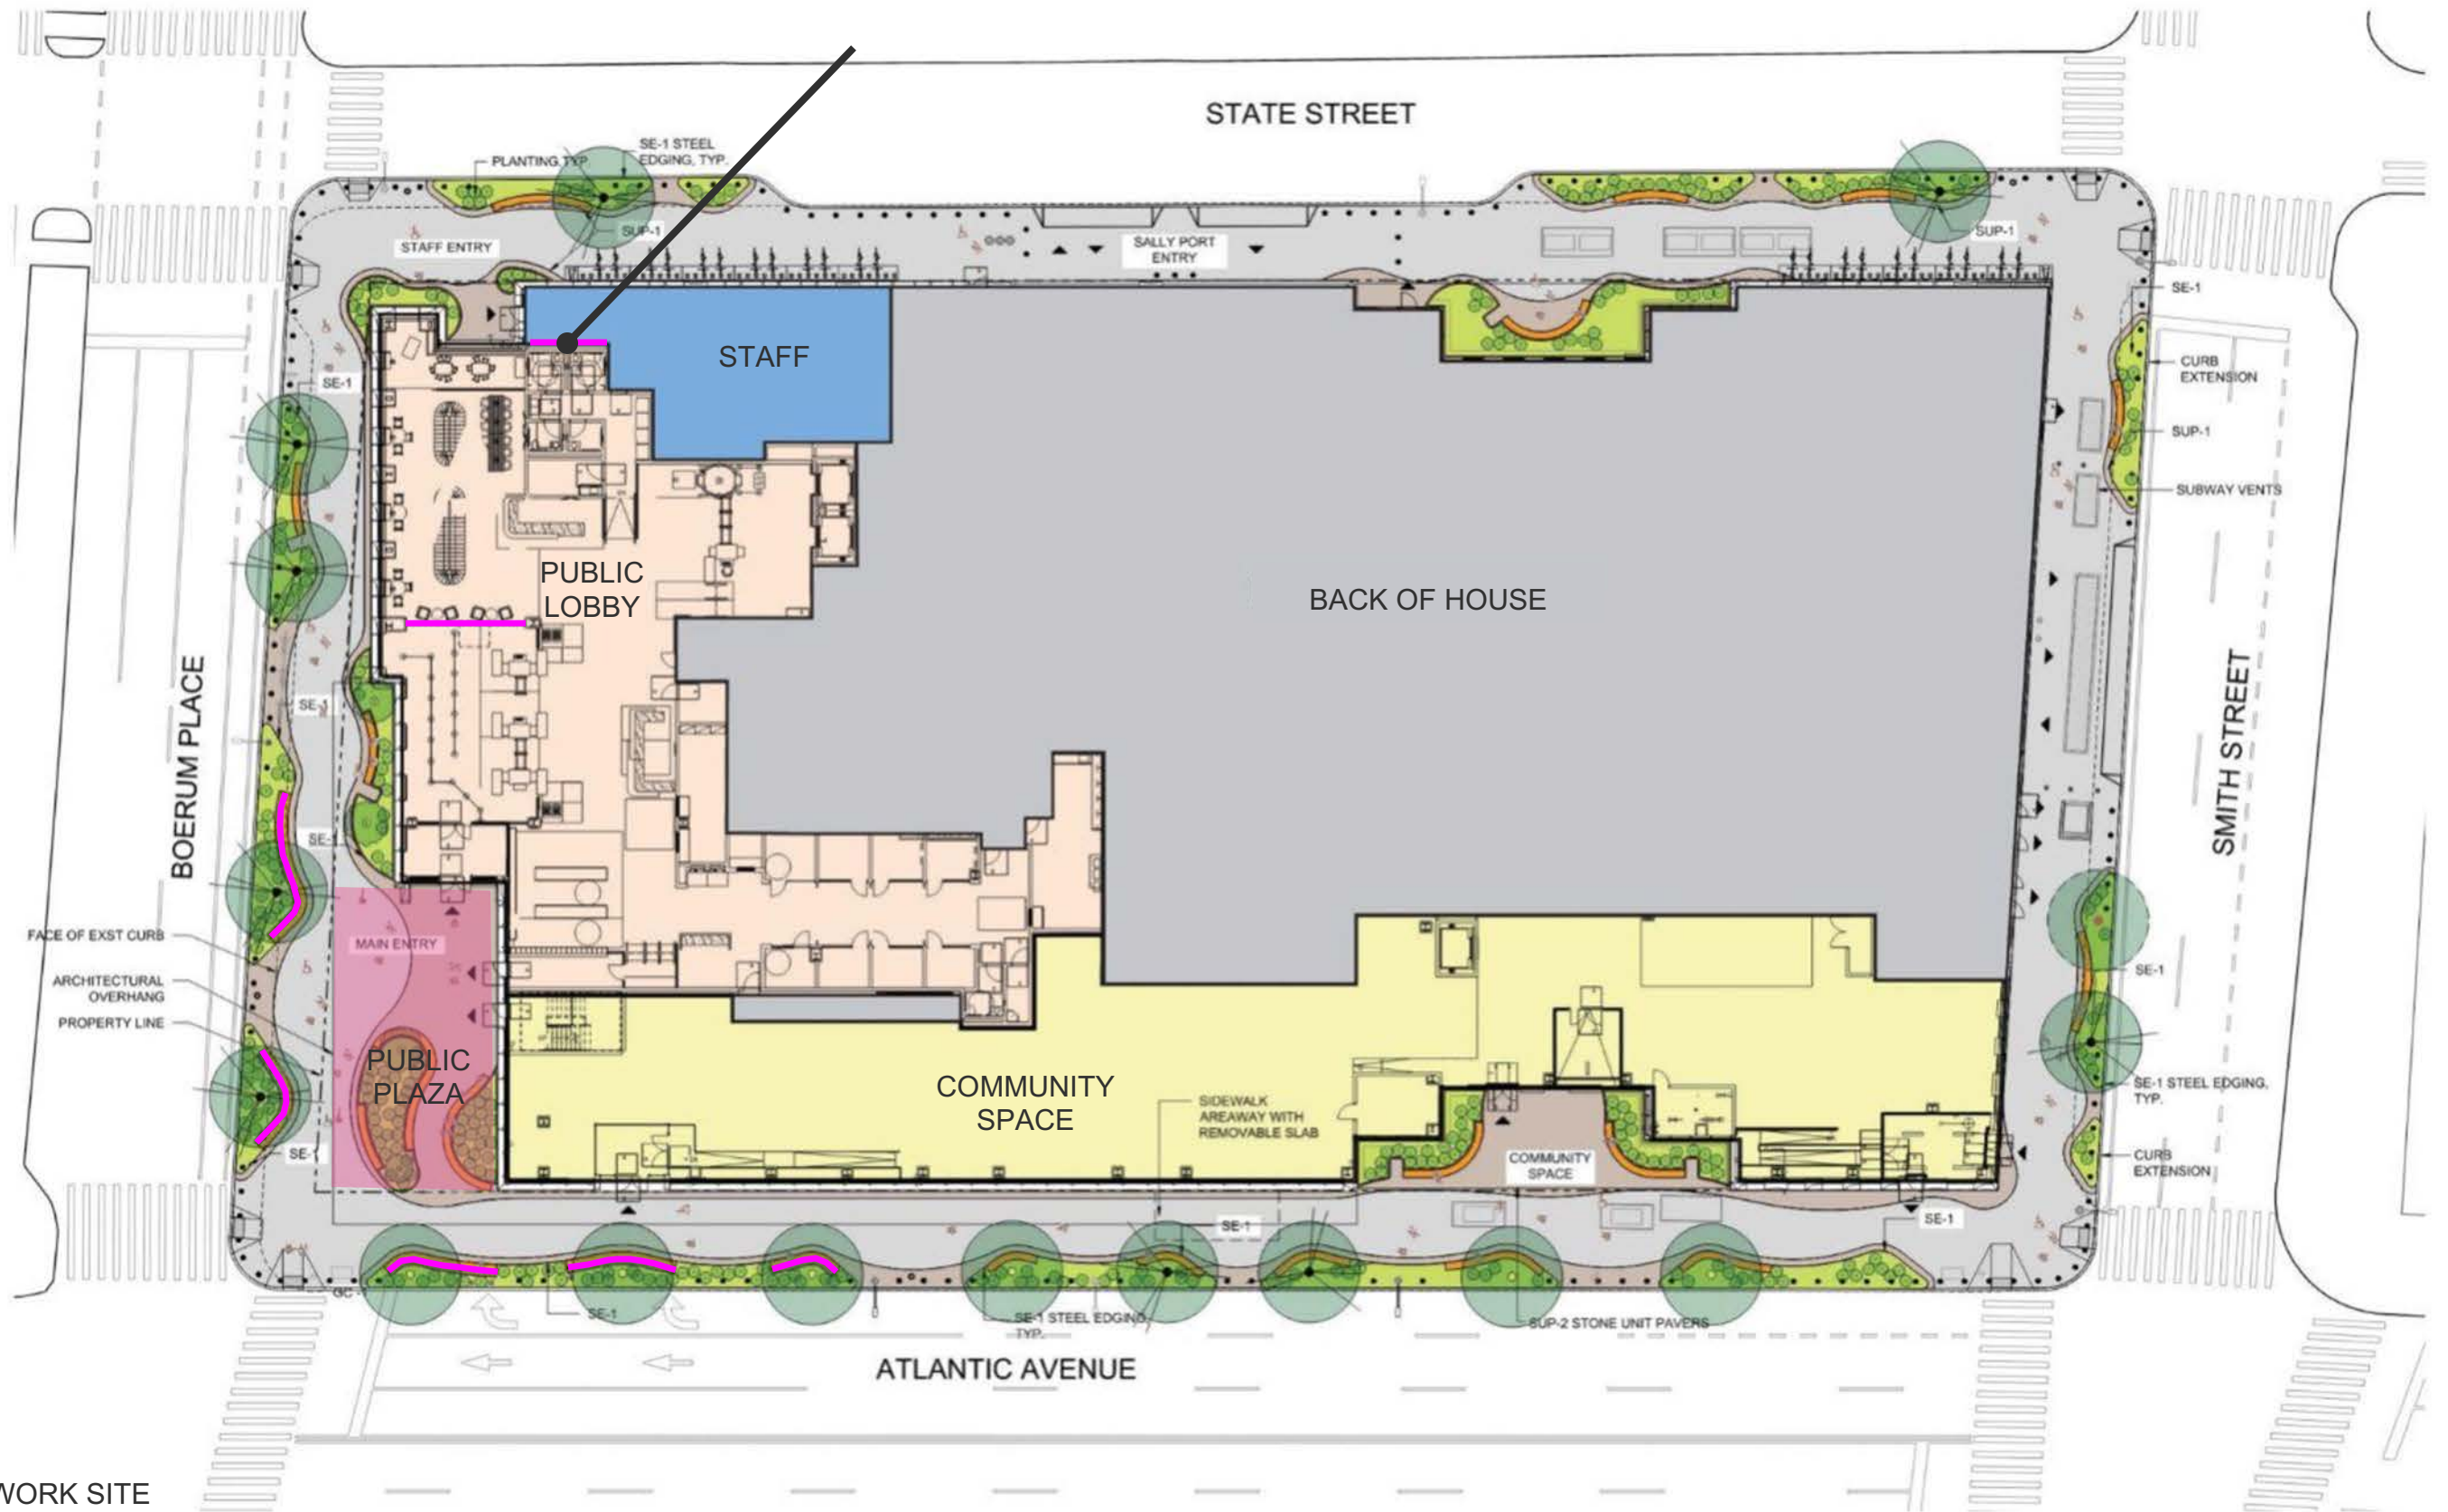 STATE STREET
SE-1 STEEL
EDGING, TYP.
PLANTING TYP.
SUP-1
STAFF ENTRY
SALLY PORT
ENTRY
SUP-1
SE-1
STAFF
CURB
EXTENSION
SE-1
SUP-1
SUBWAY VENTS
PUBLIC
LOBBY
BACK OF HOUSE
BOERUM PLACE
SMITH STREET
SE-1
SE-1
FACE OF EXST CURB
MAIN ENTRY
ARCHITECTURAL
OVERHANG
SE-1
PROPERTY LINE
PUBLIC
PLAZA
COMMUNITY
SPACE
SIDEWALK
AREAWAY WITH
REMOVABLE SLAB
SE-1 STEEL EDGING,
TYP.
SE-1
COMMUNITY
SPACE
CURB
EXTENSION
SE-1
SE-1
GC-1
SE-1
SE-1 STEEL EDGING
TYP.
SUP-2 STONE UNIT PAVERS
ATLANTIC AVENUE
WORK SITE